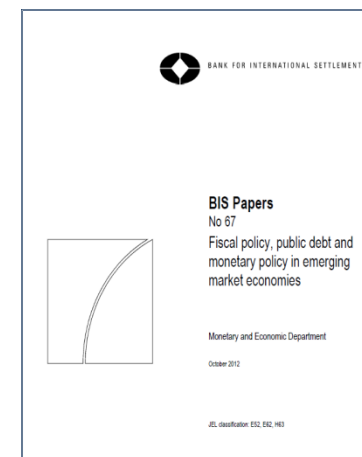 BANK FOR INTERNATIONAL SETTLEMENT
BIS Papers
No 67
Fiscal policy, public debt and
monetary policy in emerging
market economies
Monetary and Economic Department
October 2012
JEL classification: E52, E62, H63